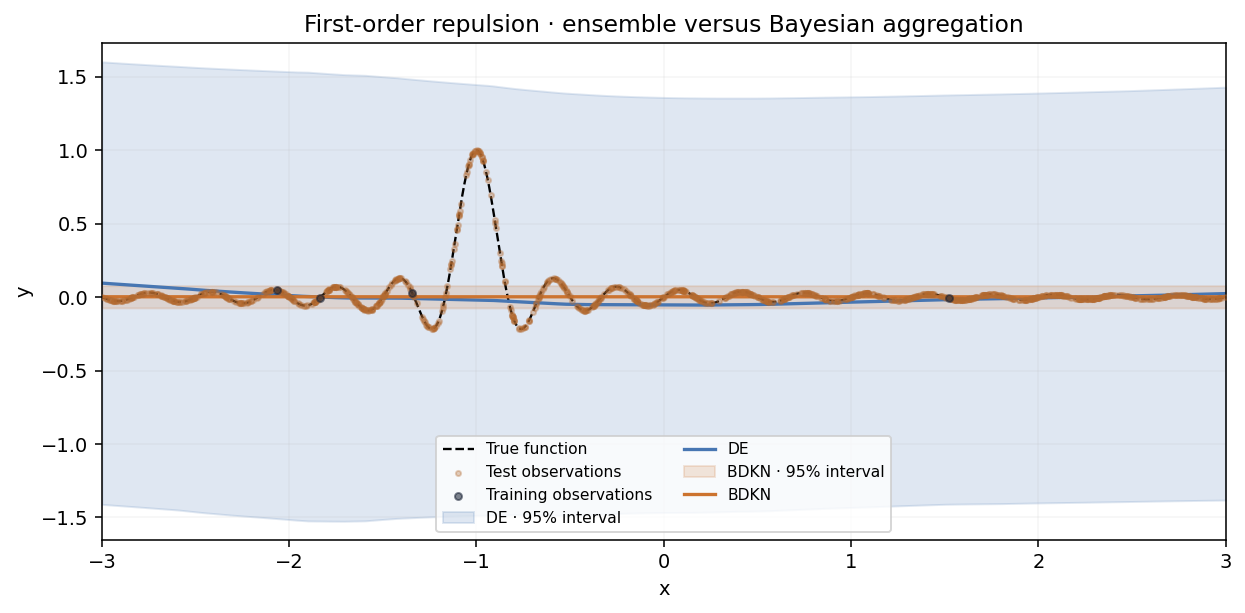 First-order repulsion · ensemble versus Bayesian aggregation
y
1.5
1.0
0.5
0.0
−0.5
−1.0
−1.5
True function
Test observations
Training observations
DE · 95% interval
DE
BDKN · 95% interval
BDKN
−3
−2
−1
0
1
2
3
x